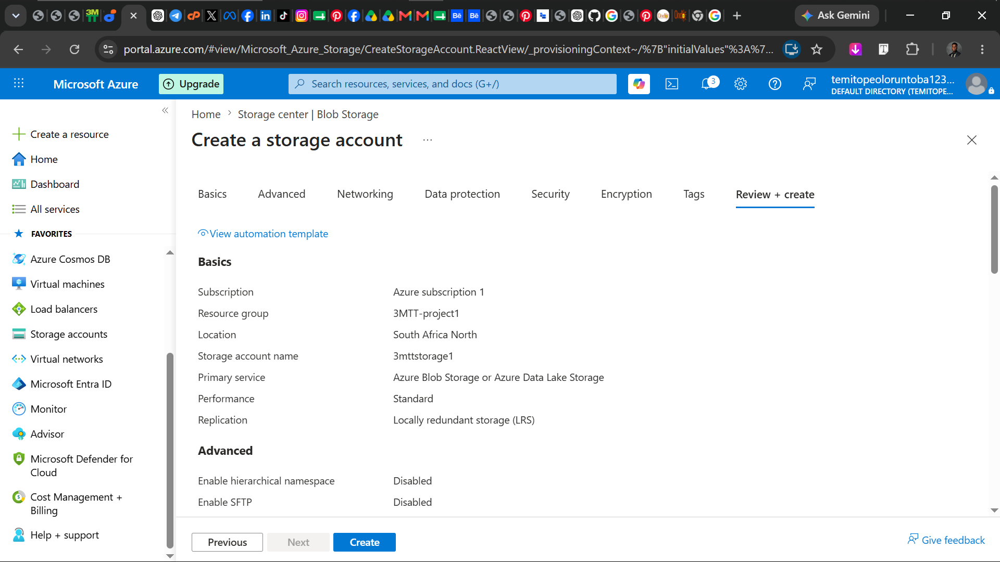 Ask Gemini
portal.azure.com/#view/Microsoft_Azure_Storage/CreateStorageAccount.ReactView/_provisioningContext~/%7B"initialValues"%3A%7...
Microsoft Azure
Upgrade
Search resources, services, and docs (G+/)
3
temitopeoloruntoba123...
DEFAULT DIRECTORY (TEMITOPE...
Create a resource
Home
Dashboard
All services
FAVORITES
Azure Cosmos DB
Virtual machines
Load balancers
Storage accounts
Virtual networks
Microsoft Entra ID
Monitor
Advisor
Microsoft Defender for
Cloud
Cost Management +
Billing
Help + support
Home > Storage center | Blob Storage
Create a storage account ...
Basics Advanced Networking Data protection Security Encryption Tags Review + create
View automation template
Basics
Subscription Azure subscription 1
Resource group 3MTT-project1
Location South Africa North
Storage account name 3mttstorage1
Primary service Azure Blob Storage or Azure Data Lake Storage
Performance Standard
Replication Locally redundant storage (LRS)
Advanced
Enable hierarchical namespace Disabled
Enable SFTP Disabled
Previous Next Create
Give feedback